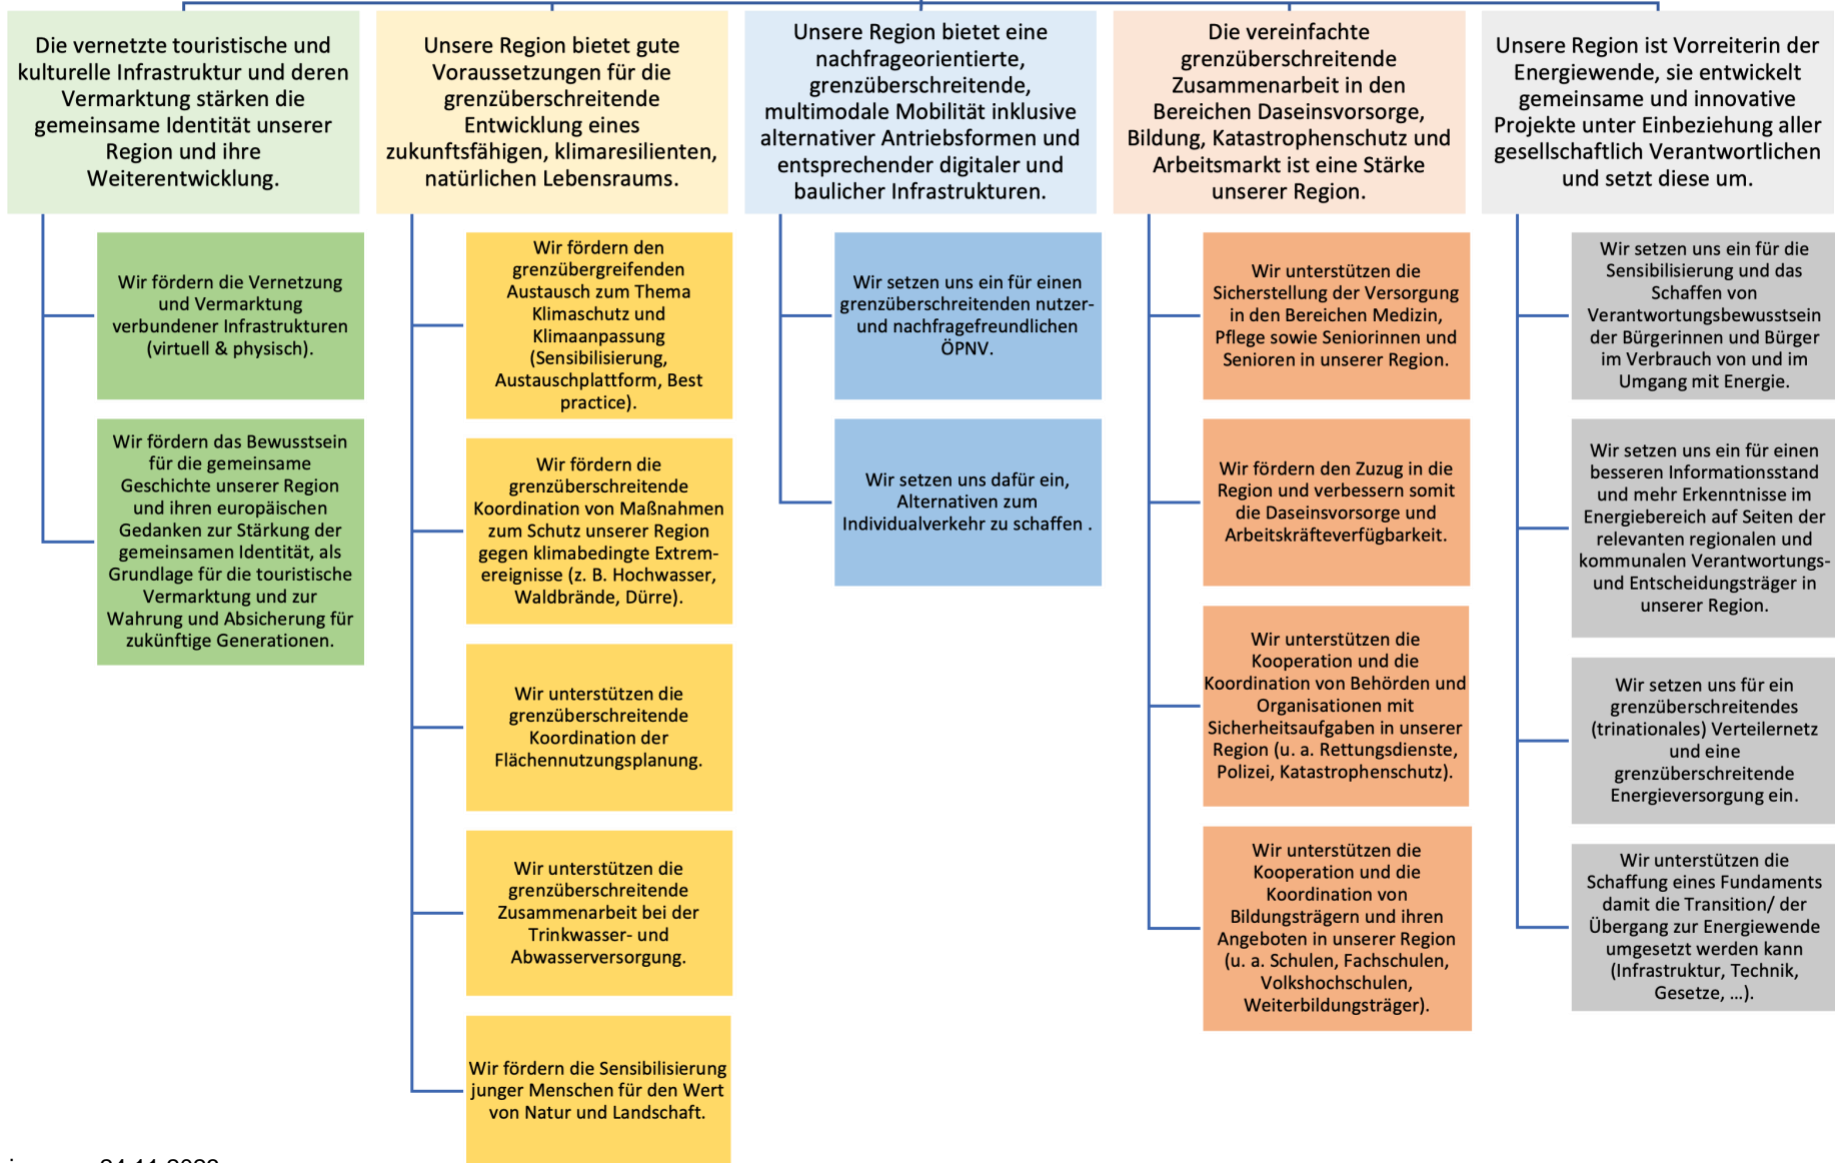 Die vernetzte touristische und
kulturelle Infrastruktur und deren
Vermarktung stärken die
gemeinsame Identität unserer
Region und ihre
Weiterentwicklung.
Wir fördern die Vernetzung
und Vermarktung
verbundener Infrastrukturen
(virtuell & physisch).
Wir fördern das Bewusstsein
für die gemeinsame
Geschichte unserer Region
und ihren europäischen
Gedanken zur Stärkung der
gemeinsamen Identität, als
Grundlage für die touristische
Vermarktung und zur
Wahrung und Absicherung für
zukünftige Generationen.
Unsere Region bietet gute
Voraussetzungen für die
grenzüberschreitende
Entwicklung eines
zukunftsfähigen, klimaresilienten,
natürlichen Lebensraums.
Wir fördern den
grenzübergreifenden
Austausch zum Thema
Klimaschutz und
Klimaanpassung
(Sensibilisierung,
Austauschplattform, Best
practice).
Wir fördern die
grenzüberschreitende
Koordination von Maßnahmen
zum Schutz unserer Region
gegen klimabedingte Extrem-
ereignisse (z. B. Hochwasser,
Waldbrände, Dürre).
Wir unterstützen die
grenzüberschreitende
Koordination der
Flächennutzungsplanung.
Wir unterstützen die
grenzüberschreitende
Zusammenarbeit bei der
Trinkwasser- und
Abwasserversorgung.
Wir fördern die Sensibilisierung
junger Menschen für den Wert
von Natur und Landschaft.
Unsere Region bietet eine
nachfrageorientierte,
grenzüberschreitende,
multimodale Mobilität inklusive
alternativer Antriebsformen und
entsprechender digitaler und
baulicher Infrastrukturen.
Wir setzen uns ein für einen
grenzüberschreitenden nutzer-
und nachfragefreundlichen
ÖPNV.
Wir setzen uns dafür ein,
Alternativen zum
Individualverkehr zu schaffen .
Die vereinfachte
grenzüberschreitende
Zusammenarbeit in den
Bereichen Daseinsvorsorge,
Bildung, Katastrophenschutz und
Arbeitsmarkt ist eine Stärke
unserer Region.
Wir unterstützen die
Sicherstellung der Versorgung
in den Bereichen Medizin,
Pflege sowie Seniorinnen und
Senioren in unserer Region.
Wir fördern den Zuzug in die
Region und verbessern somit
die Daseinsvorsorge und
Arbeitskräfteverfügbarkeit.
Wir unterstützen die
Kooperation und die
Koordination von Behörden und
Organisationen mit
Sicherheitsaufgaben in unserer
Region (u. a. Rettungsdienste,
Polizei, Katastrophenschutz).
Wir unterstützen die
Kooperation und die
Koordination von
Bildungsträgern und ihren
Angeboten in unserer Region
(u. a. Schulen, Fachschulen,
Volkshochschulen,
Weiterbildungsträger).
Unsere Region ist Vorreiterin der
Energiewende, sie entwickelt
gemeinsame und innovative
Projekte unter Einbeziehung aller
gesellschaftlich Verantwortlichen
und setzt diese um.
Wir setzen uns ein für die
Sensibilisierung und das
Schaffen von
Verantwortungsbewusstsein
der Bürgerinnen und Bürger
im Verbrauch von und im
Umgang mit Energie.
Wir setzen uns ein für einen
besseren Informationsstand
und mehr Erkenntnisse im
Energiebereich auf Seiten der
relevanten regionalen und
kommunalen Verantwortungs-
und Entscheidungsträger in
unserer Region.
Wir setzen uns für ein
grenzüberschreitendes
(trinationales) Verteilernetz
und eine
grenzüberschreitende
Energieversorgung ein.
Wir unterstützen die
Schaffung eines Fundaments
damit die Transition/ der
Übergang zur Energiewende
umgesetzt werden kann
(Infrastruktur, Technik,
Gesetze, ...).